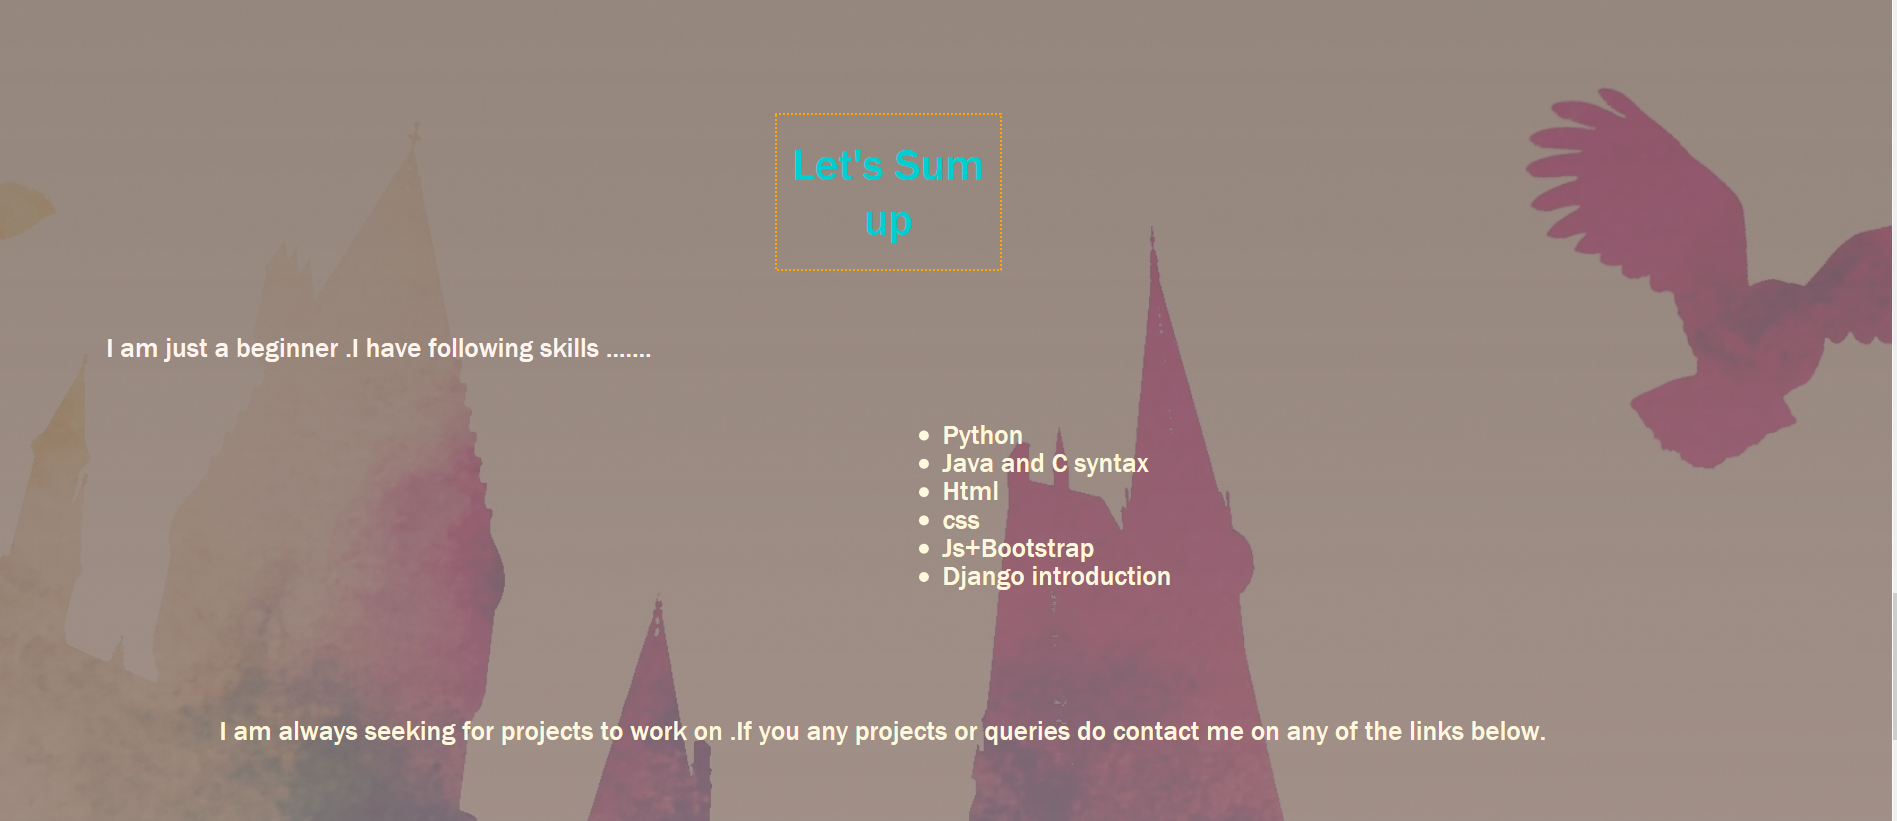 Let's Sum
up
I am just a beginner .I have following skills .......
Python
Java and C syntax
Html
css
Js+Bootstrap
Django introduction
I am always seeking for projects to work on .If you any projects or queries do contact me on any of the links below.